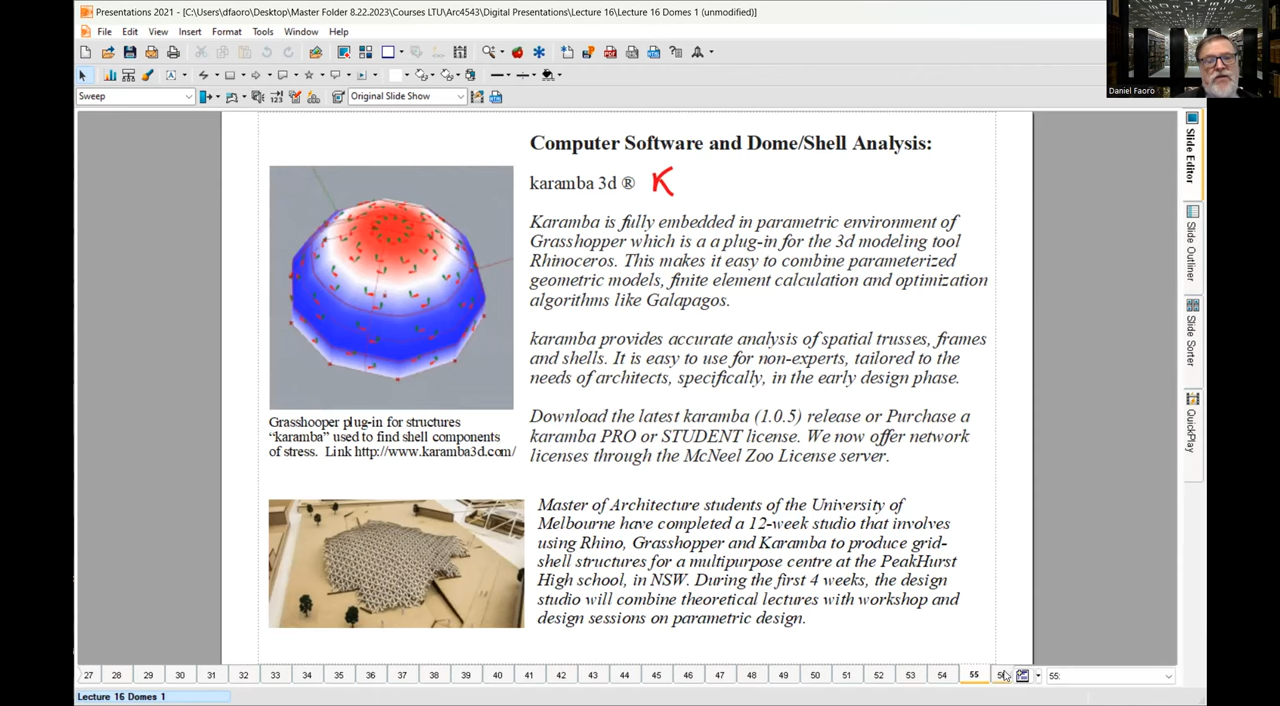 Presentations 2021 - [C:\Users\dfaoro\Desktop\Master Folder 8.22.2023\Courses LTU\Arc4543\Digital Presentations\Lecture 16\Lecture 16 Domes 1 (unmodified)]
File Edit View Insert Format Tools Window Help
Sweep
Original Slide Show
Daniel Faoro
Slide Editor
Slide Outliner
Slide Sorter
QuickPlay
Computer Software and Dome/Shell Analysis:
karamba 3d ® K
Karamba is fully embedded in parametric environment of
Grasshopper which is a a plug-in for the 3d modeling tool
Rhinoceros. This makes it easy to combine parameterized
geometric models, finite element calculation and optimization
algorithms like Galapagos.
karamba provides accurate analysis of spatial trusses, frames
and shells. It is easy to use for non-experts, tailored to the
needs of architects, specifically, in the early design phase.
Download the latest karamba (1.0.5) release or Purchase a
karamba PRO or STUDENT license. We now offer network
licenses through the McNeel Zoo License server.
Grasshooper plug-in for structures
“karamba” used to find shell components
of stress. Link http://www.karamba3d.com/
Master of Architecture students of the University of
Melbourne have completed a 12-week studio that involves
using Rhino, Grasshopper and Karamba to produce grid-
shell structures for a multipurpose centre at the PeakHurst
High school, in NSW. During the first 4 weeks, the design
studio will combine theoretical lectures with workshop and
design sessions on parametric design.
27 28 29 30 31 32 33 34 35 36 37 38 39 40 41 42 43 44 45 46 47 48 49 50 51 52 53 54 55 55:
Lecture 16 Domes 1